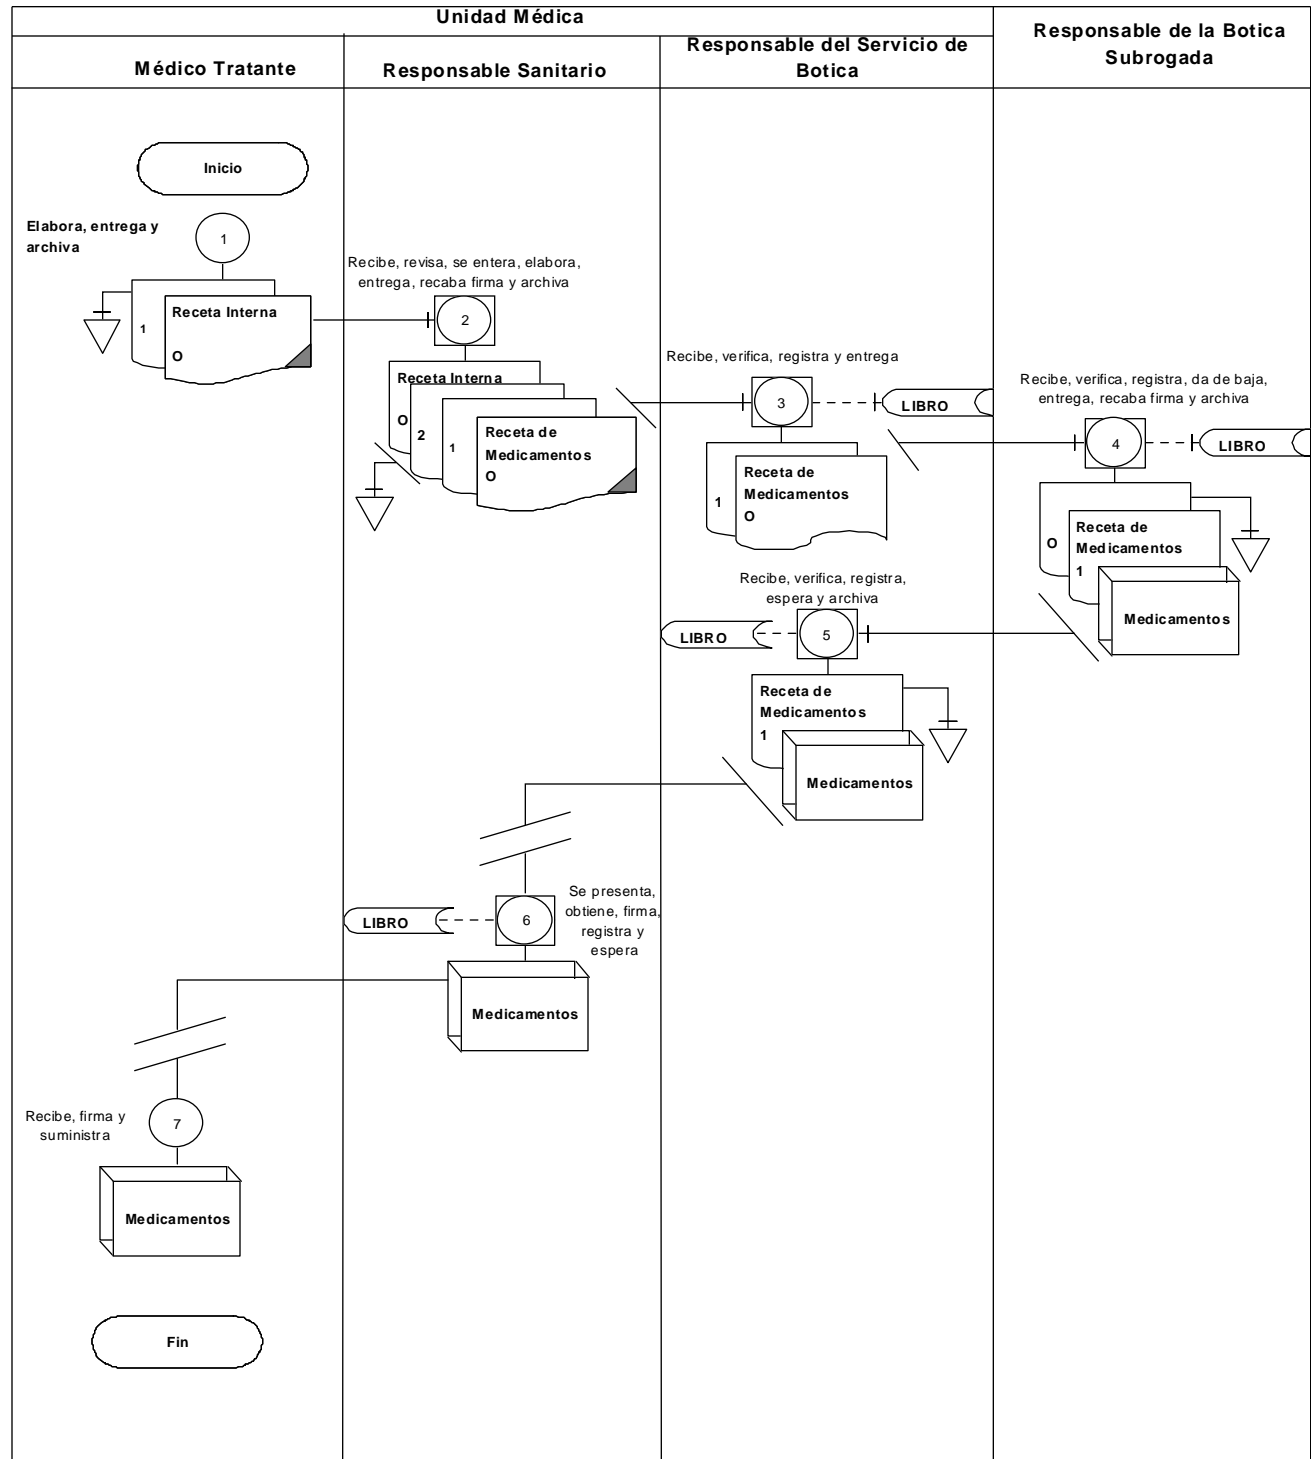 Unidad Médica
Médico Tratante
Responsable Sanitario
Responsable del Servicio de
Botica
Responsable de la Botica
Subrogada
Inicio
Elabora, entrega y
archiva
1
1
Receta Interna
O
Recibe, revisa, se entera, elabora,
entrega, recaba firma y archiva
2
Receta Interna
O
2
1
Receta de
Medicamentos
O
Recibe, verifica, registra y entrega
3
LIBRO
1
Receta de
Medicamentos
O
Recibe, verifica, registra, da de baja,
entrega, recaba firma y archiva
4
LIBRO
O
Receta de
Medicamentos
1
Medicamentos
Recibe, verifica, registra,
espera y archiva
LIBRO
5
Receta de
Medicamentos
1
Medicamentos
LIBRO
6
Se presenta,
obtiene, firma,
registra y
espera
Medicamentos
Recibe, firma y
suministra
7
Medicamentos
Fin